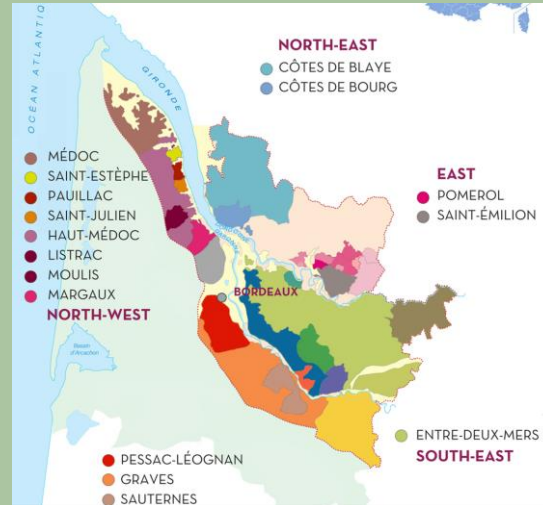 OCÉAN ATLANTIQUE
GIRONDE
NORTH-EAST
CÔTES DE BLAYE
CÔTES DE BOURG
MÉDOC
SAINT-ESTÈPHE
PAUILLAC
SAINT-JULIEN
HAUT-MÉDOC
LISTRAC
MOULIS
MARGAUX
NORTH-WEST
EAST
POMEROL
SAINT-ÉMILION
BORDEAUX
Bassin
d'Arcachon
ENTRE-DEUX-MERS
SOUTH-EAST
PESSAC-LÉOGNAN
GRAVES
SAUTERNES